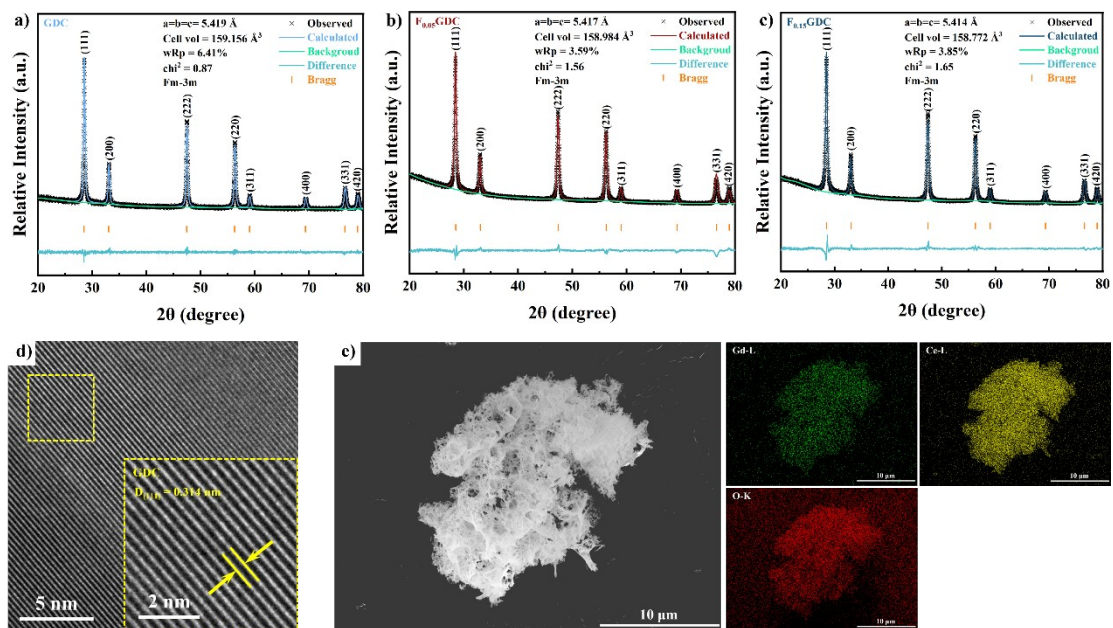 a)
GDC
a=b=c= 5.419 Å
Cell vol = 159.156 Å³
wRp = 6.41%
chi² = 0.87
Fm-3m
Observed
Calculated
Background
Difference
Bragg
(111)
(200)
(222)
(220)
(311)
(400)
(331)
(420)
Relative Intensity (a.u.)
20 30 40 50 60 70 80
2θ (degree)
b)
F0.05GDC
a=b=c= 5.417 Å
Cell vol = 158.984 Å³
wRp = 3.59%
chi² = 1.56
Fm-3m
Observed
Calculated
Backgroud
Difference
Bragg
(111)
(200)
(222)
(220)
(311)
(400)
(331)
(420)
Relative Intensity (a.u.)
20 30 40 50 60 70 80
2θ (degree)
c)
F0.15GDC
a=b=c= 5.414 Å
Cell vol = 158.772 Å³
wRp = 3.85%
chi² = 1.65
Fm-3m
Observed
Calculated
Backgroud
Difference
Bragg
(111)
(200)
(222)
(220)
(311)
(400)
(331)
(420)
Relative Intensity (a.u.)
20 30 40 50 60 70 80
2θ (degree)
d)
GDC
D(111) = 0.314 nm
5 nm
2 nm
e)
10 μm
Gd-L
10 μm
Ce-L
10 μm
O-K
10 μm